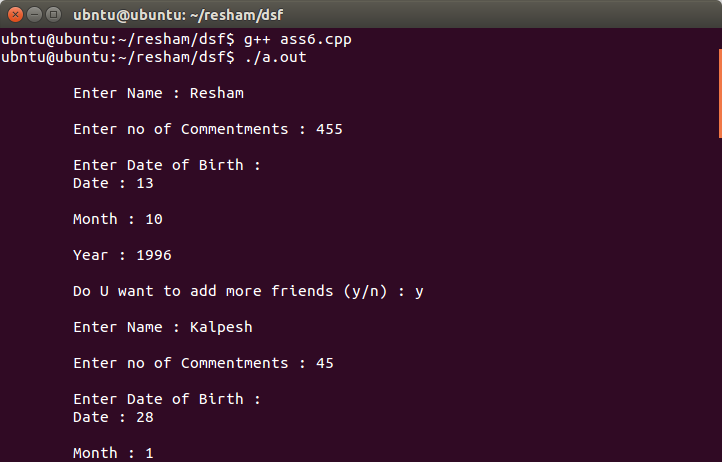 ubntu@ubuntu: ~/resham/dsf
ubntu@ubuntu:~/resham/dsf$ g++ ass6.cpp
ubntu@ubuntu:~/resham/dsf$ ./a.out
Enter Name : Resham
Enter no of Commentments : 455
Enter Date of Birth :
Date : 13
Month : 10
Year : 1996
Do U want to add more friends (y/n) : y
Enter Name : Kalpesh
Enter no of Commentments : 45
Enter Date of Birth :
Date : 28
Month : 1